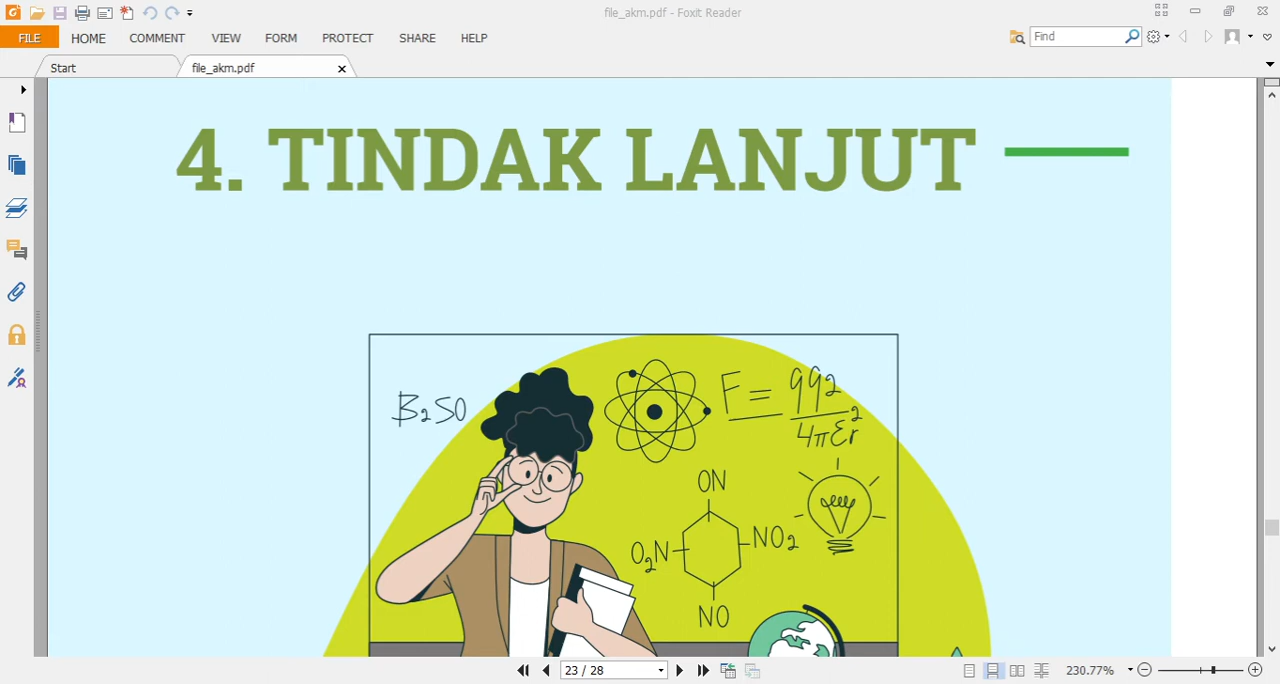 file_akm.pdf - Foxit Reader
FILE HOME COMMENT VIEW FORM PROTECT SHARE HELP
Find
Start
file_akm.pdf
4. TINDAK LANJUT
B₂SO
F = qq₂
4πεr²
ON
O₂N
NO₂
NO
23 / 28
230.77%